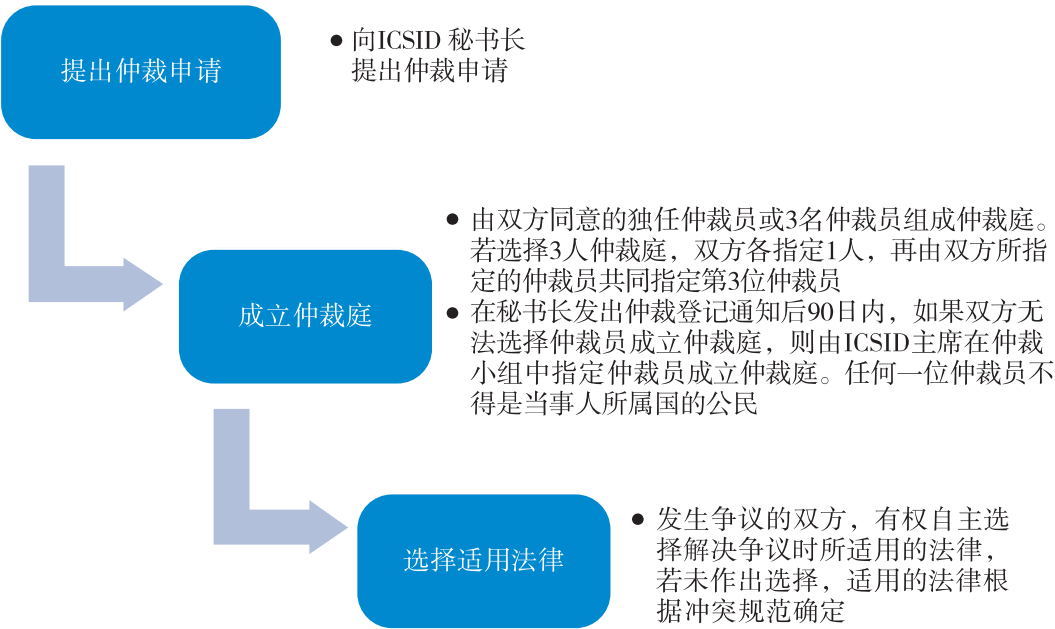 提出仲裁申请
●向ICSID 秘书长
提出仲裁申请
成立仲裁庭
●由双方同意的独任仲裁员或3名仲裁员组成仲裁庭。
若选择3人仲裁庭，双方各指定1人，再由双方所指
定的仲裁员共同指定第3位仲裁员
●在秘书长发出仲裁登记通知后90日内，如果双方无
法选择仲裁员成立仲裁庭，则由ICSID主席在仲裁
小组中指定仲裁员成立仲裁庭。任何一位仲裁员不
得是当事人所属国的公民
选择适用法律
●发生争议的双方，有权自主选
择解决争议时所适用的法律，
若未作出选择，适用的法律根
据冲突规范确定